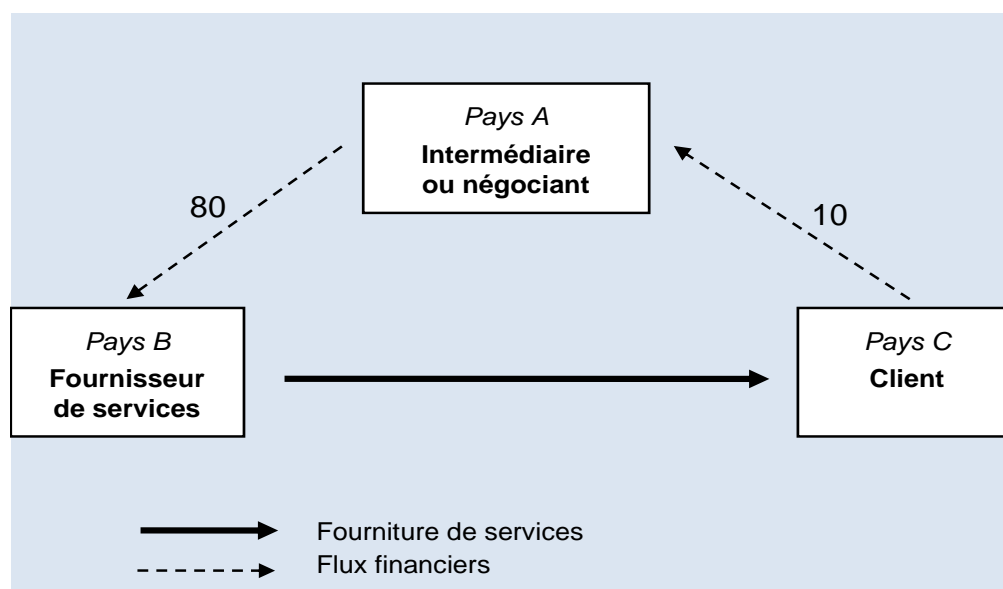 Pays A
Intermédiaire
ou négociant
80
10
Pays B
Fournisseur
de services
Pays C
Client
Fourniture de services
Flux financiers